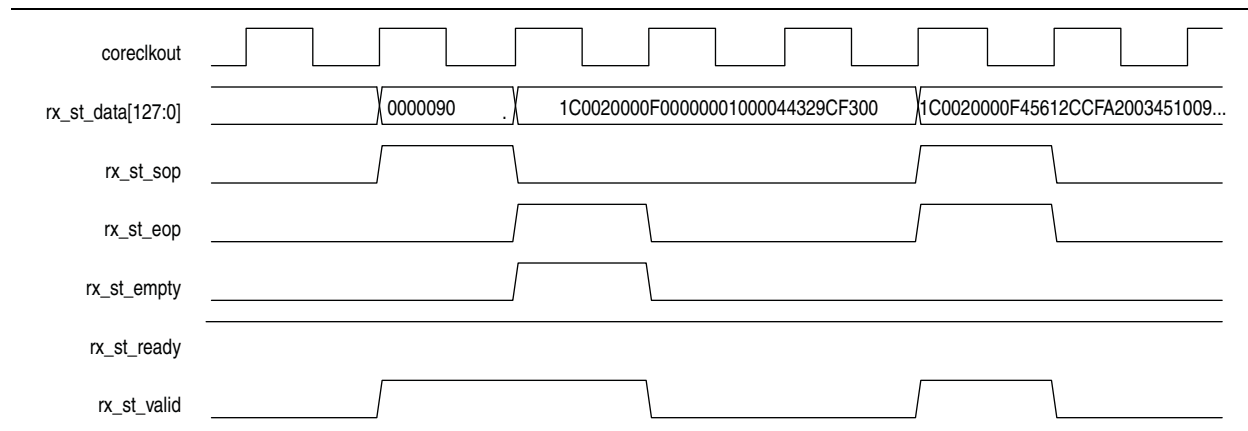 coreclkout
rx_st_data[127:0] 0000090 . 1C0020000F00000001000044329CF300 1C0020000F45612CCFA2003451009...
rx_st_sop
rx_st_eop
rx_st_empty
rx_st_ready
rx_st_valid